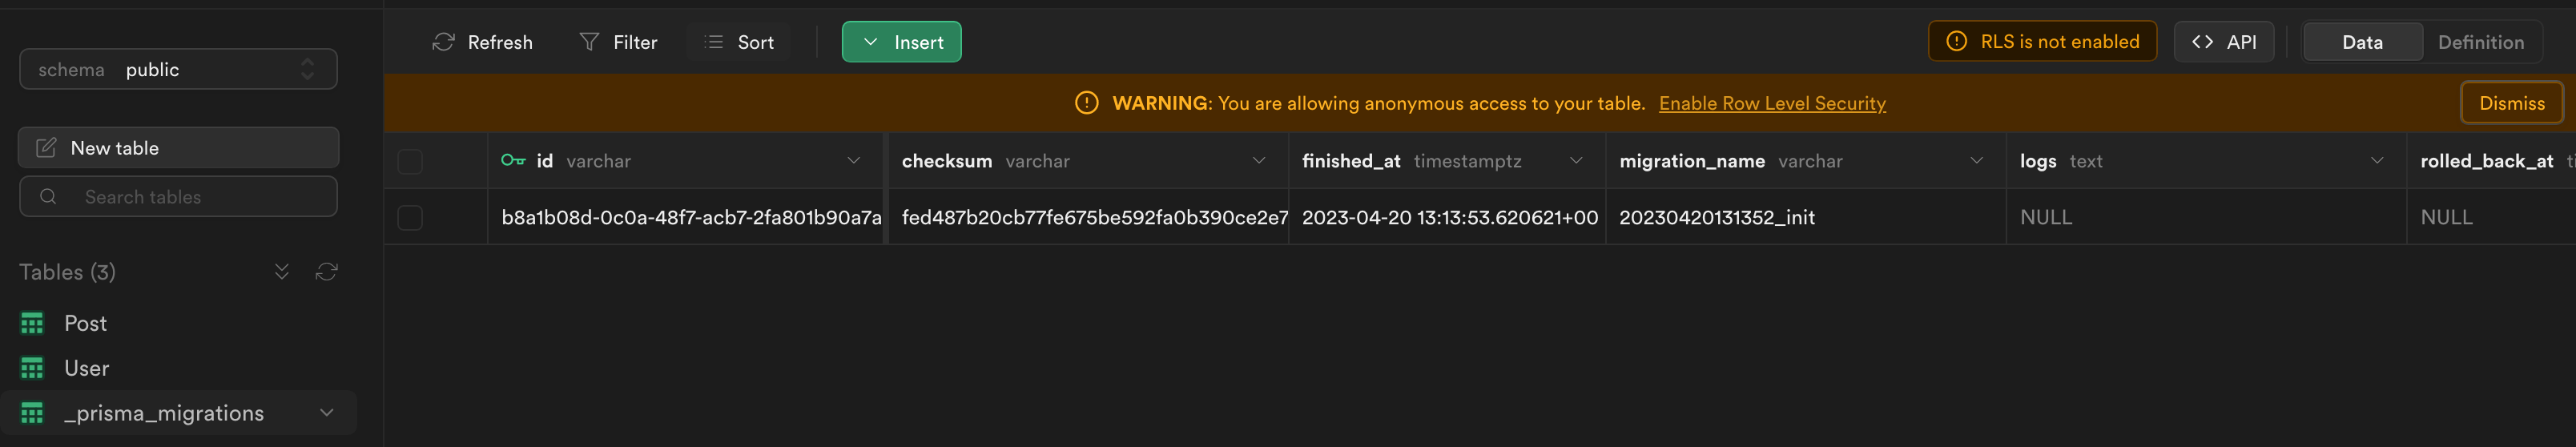 schema public
New table
Search tables
Tables (3)
Post
User
_prisma_migrations
Refresh Filter Sort Insert RLS is not enabled API Data Definition
WARNING: You are allowing anonymous access to your table. Enable Row Level Security Dismiss
id varchar checksum varchar finished_at timestamptz migration_name varchar logs text rolled_back_at
b8a1b08d-0c0a-48f7-acb7-2fa801b90a7a fed487b20cb77fe675be592fa0b390ce2e7 2023-04-20 13:13:53.620621+00 20230420131352_init NULL NULL